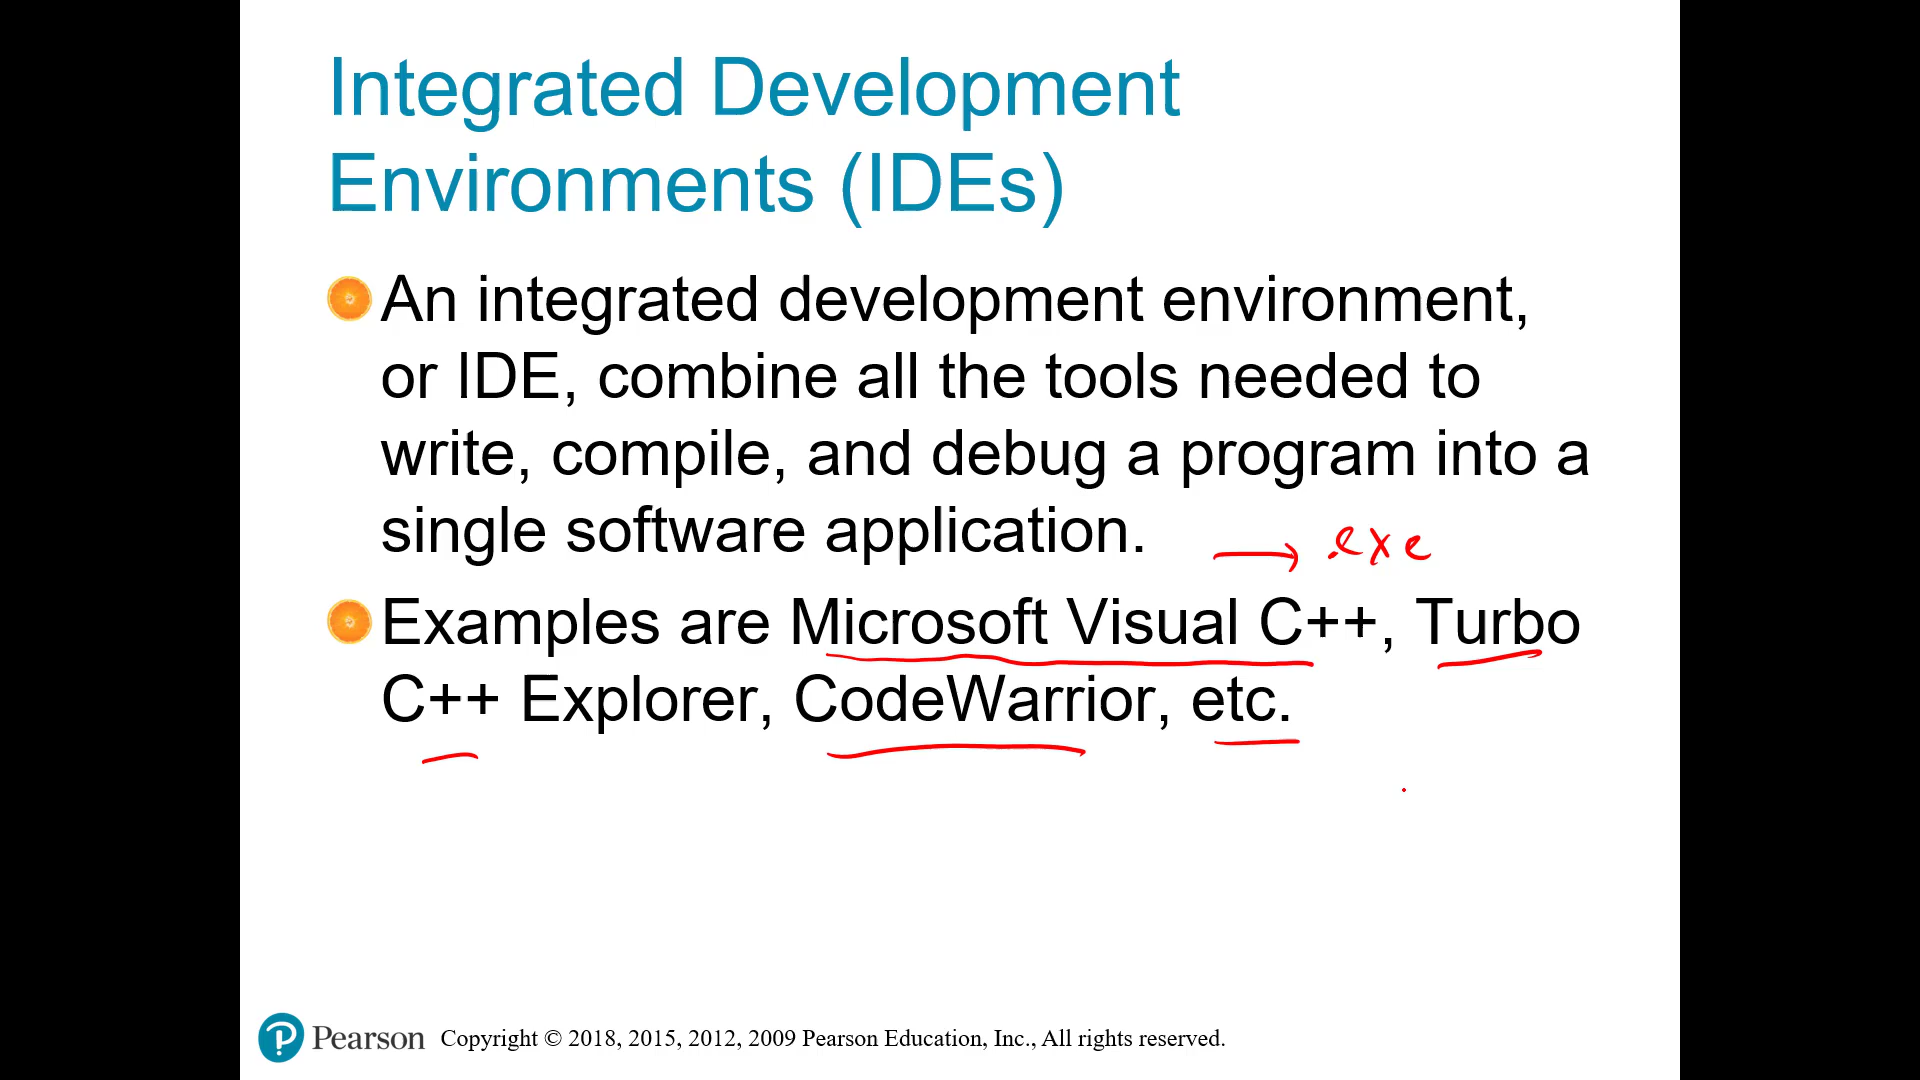 Integrated Development
Environments (IDEs)
An integrated development environment,
or IDE, combine all the tools needed to
write, compile, and debug a program into a
single software application.
→ .exe
Examples are Microsoft Visual C++, Turbo
C++ Explorer, CodeWarrior, etc.
Pearson Copyright © 2018, 2015, 2012, 2009 Pearson Education, Inc., All rights reserved.